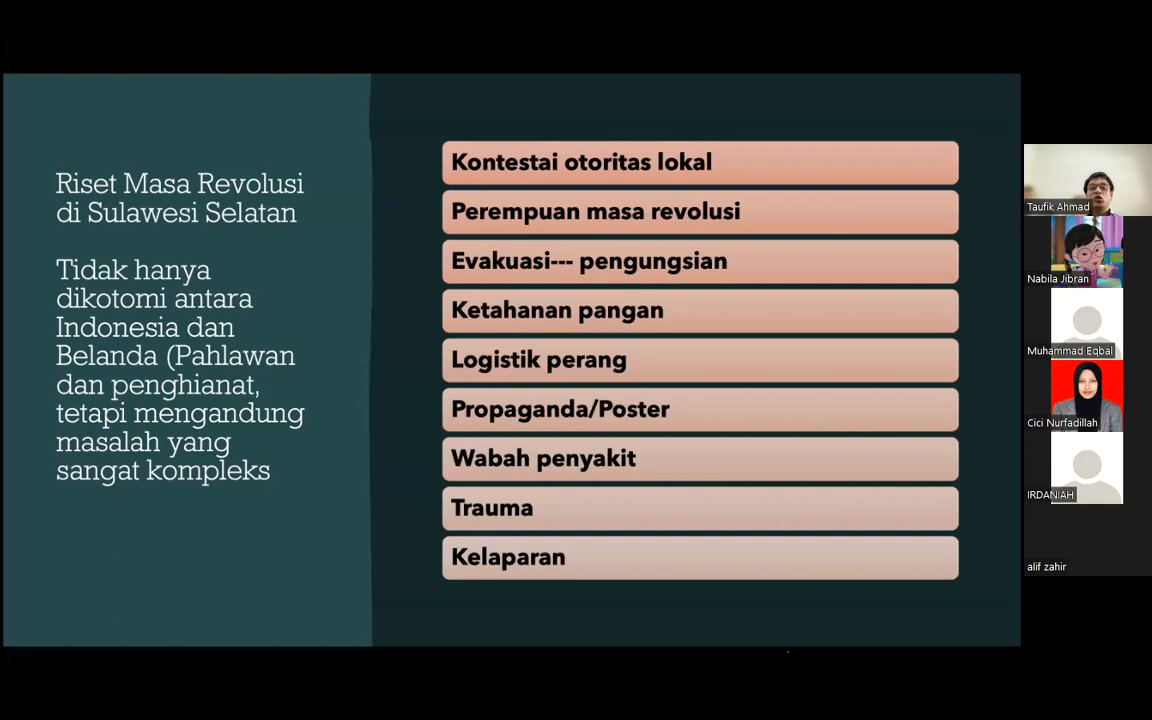 Riset Masa Revolusi
di Sulawesi Selatan
Tidak hanya
dikotomi antara
Indonesia dan
Belanda (Pahlawan
dan penghianat,
tetapi mengandung
masalah yang
sangat kompleks
Kontestai otoritas lokal
Perempuan masa revolusi
Evakuasi--- pengungsian
Ketahanan pangan
Logistik perang
Propaganda/Poster
Wabah penyakit
Trauma
Kelaparan
Taufik Ahmad
Nabila Jibran
Muhammad Eqbal
Cici Nurfadillah
IRDANIAH
alif zahir